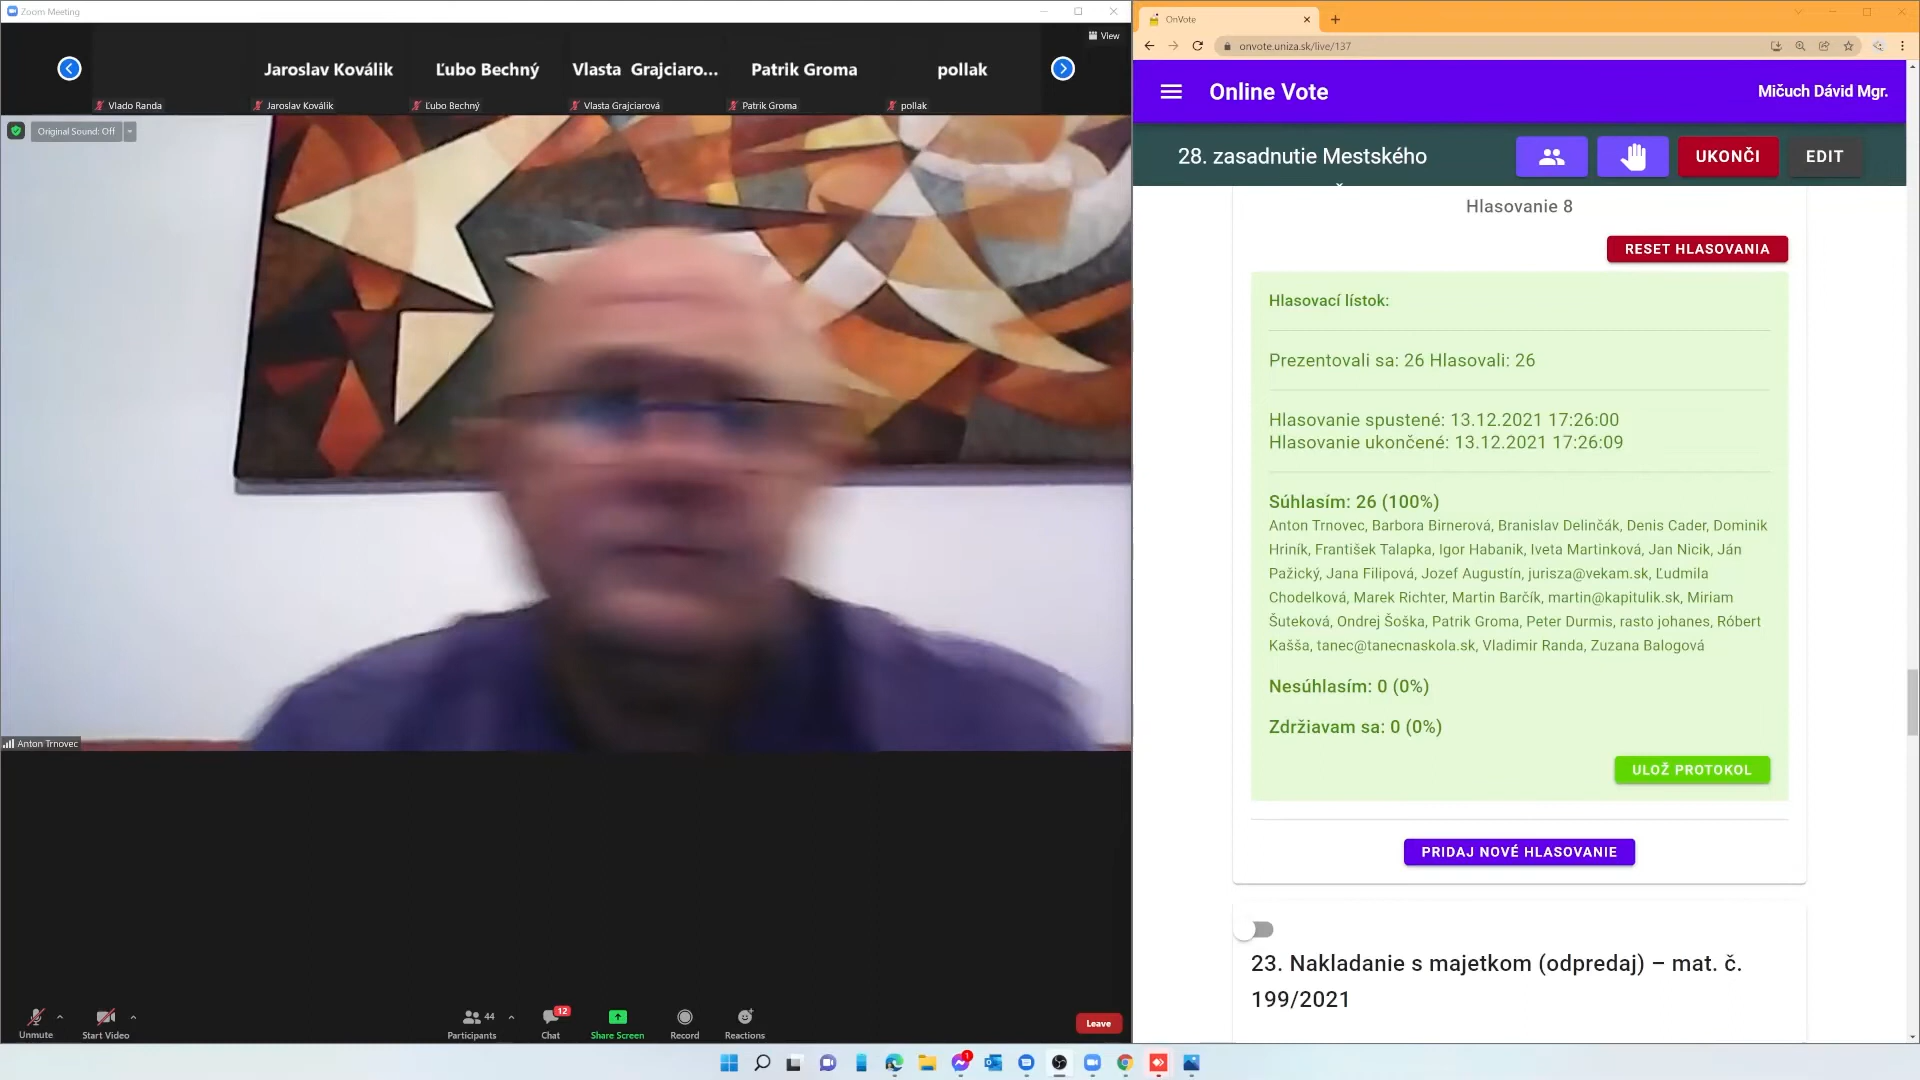 Zoom Meeting
View
Jaroslav Koválik
Ľubo Bechný
Vlasta Grajciaro...
Patrik Groma
pollak
Vlado Randa
Jaroslav Koválik
Ľubo Bechný
Vlasta Grajciarová
Patrik Groma
pollak
Original Sound: Off
Anton Trnovec
Unmute
Start Video
44
Participants
12
Chat
Share Screen
Record
Reactions
Leave
OnVote
onvote.uniza.sk/live/137
Online Vote
Mičuch Dávid Mgr.
28. zasadnutie Mestského
UKONČI
EDIT
Hlasovanie 8
RESET HLASOVANIA
Hlasovací lístok:
Prezentovali sa: 26 Hlasovali: 26
Hlasovanie spustené: 13.12.2021 17:26:00
Hlasovanie ukončené: 13.12.2021 17:26:09
Súhlasím: 26 (100%)
Anton Trnovec, Barbora Birnerová, Branislav Delinčák, Denis Cader, Dominik
Hriník, František Talapka, Igor Habanik, Iveta Martinková, Jan Nicik, Ján
Pažický, Jana Filipová, Jozef Augustín, jurisza@vekam.sk, Ľudmila
Chodelková, Marek Richter, Martin Barčík, martin@kapitulik.sk, Miriam
Šuteková, Ondrej Šoška, Patrik Groma, Peter Durmis, rasto johanes, Róbert
Kašša, tanec@tanecnaskola.sk, Vladimir Randa, Zuzana Balogová
Nesúhlasím: 0 (0%)
Zdržiavam sa: 0 (0%)
ULOŽ PROTOKOL
PRIDAJ NOVÉ HLASOVANIE
23. Nakladanie s majetkom (odpredaj) – mat. č.
199/2021
1